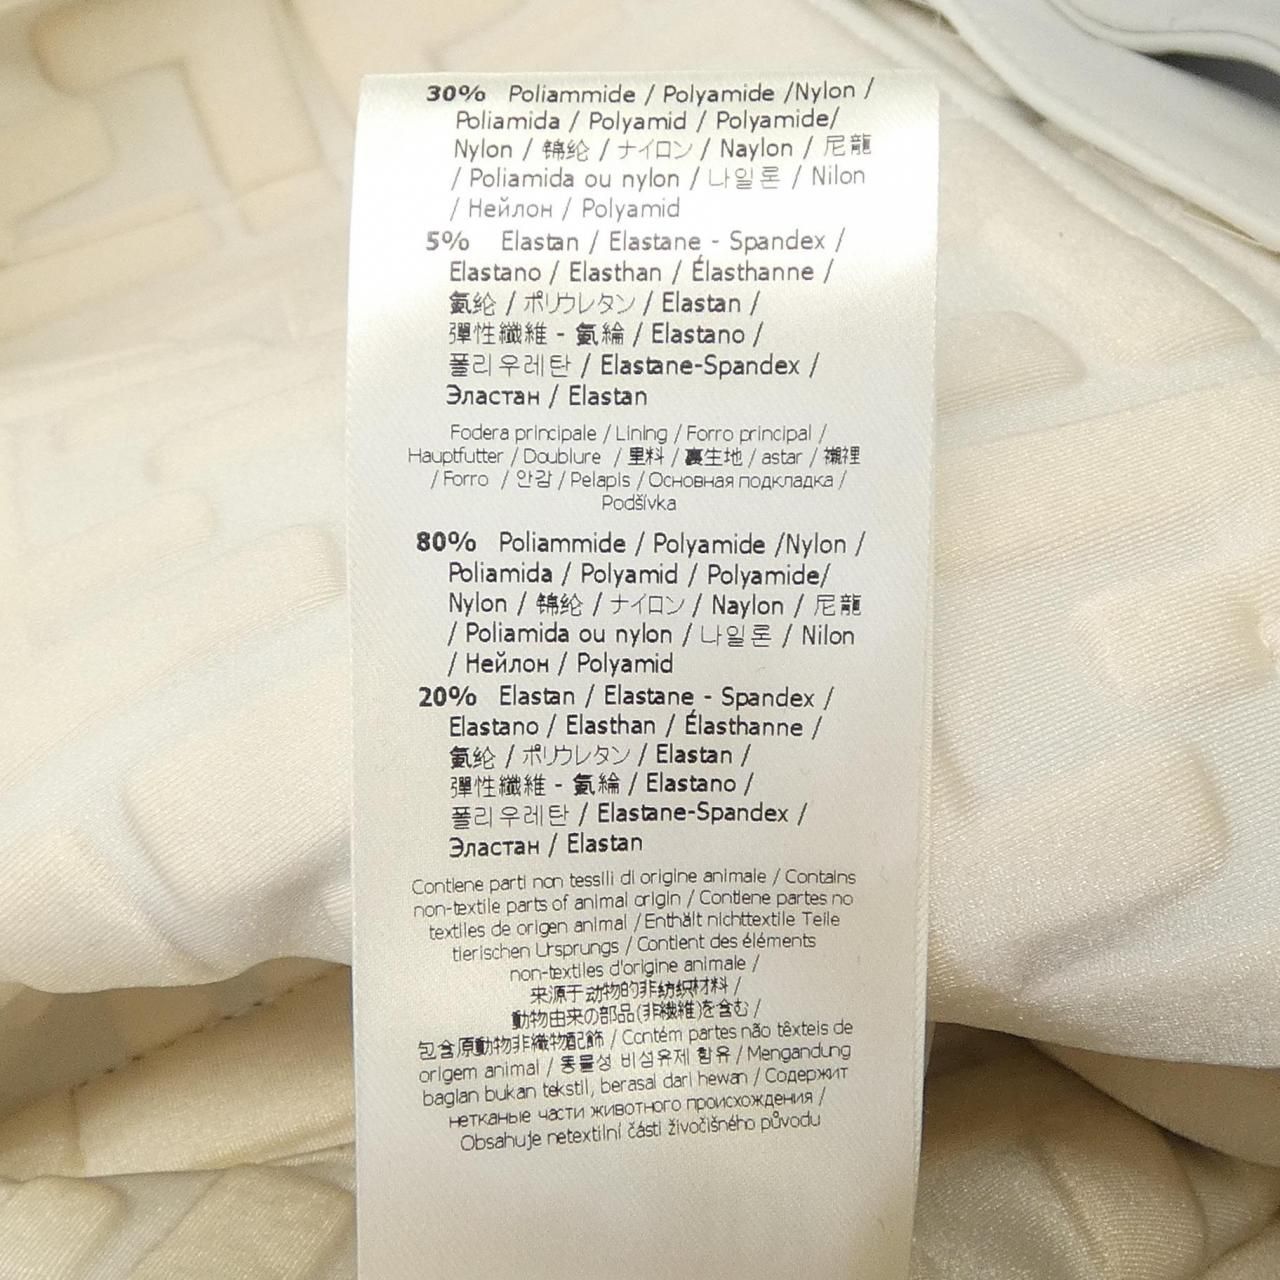 30% Poliammide / Polyamide /Nylon /
Poliamida / Polyamid / Polyamide/
Nylon / 锦纶 / ナイロン / Naylon / 尼龍
/ Poliamida ou nylon / 나일론 / Nilon
/ Нейлон / Polyamid
5% Elastan / Elastane - Spandex /
Elastano / Elasthan / Élasthanne /
氨纶 / ポリウレタン / Elastan /
彈性纖維 - 氨綸 / Elastano /
폴리우레탄 / Elastane-Spandex /
Эластан / Elastan
Fodera principale / Lining / Forro principal /
Hauptfutter / Doublure / 里料 / 裏生地 / astar / 襯裡
/ Forro / 안감 / Pelapis / Основная подкладка /
Podšívka
80% Poliammide / Polyamide /Nylon /
Poliamida / Polyamid / Polyamide/
Nylon / 锦纶 / ナイロン / Naylon / 尼龍
/ Poliamida ou nylon / 나일론 / Nilon
/ Нейлон / Polyamid
20% Elastan / Elastane - Spandex /
Elastano / Elasthan / Élasthanne /
氨纶 / ポリウレタン / Elastan /
彈性纖維 - 氨綸 / Elastano /
폴리우레탄 / Elastane-Spandex /
Эластан / Elastan
Contiene parti non tessili di origine animale / Contains
non-textile parts of animal origin / Contiene partes no
textiles de origen animal / Enthält nichttextile Teile
tierischen Ursprungs / Contient des éléments
non-textiles d'origine animale /
来源于动物的非纺织材料 /
動物由来の部品(非繊維)を含む /
包含原動物非織物配飾 / Contém partes não têxteis de
origem animal / 동물성 비섬유제 함유 / Mengandung
bagian bukan tekstil, berasal dari hewan / Содержит
нетканые части животного происхождения /
Obsahuje netextilní části živočišného původu